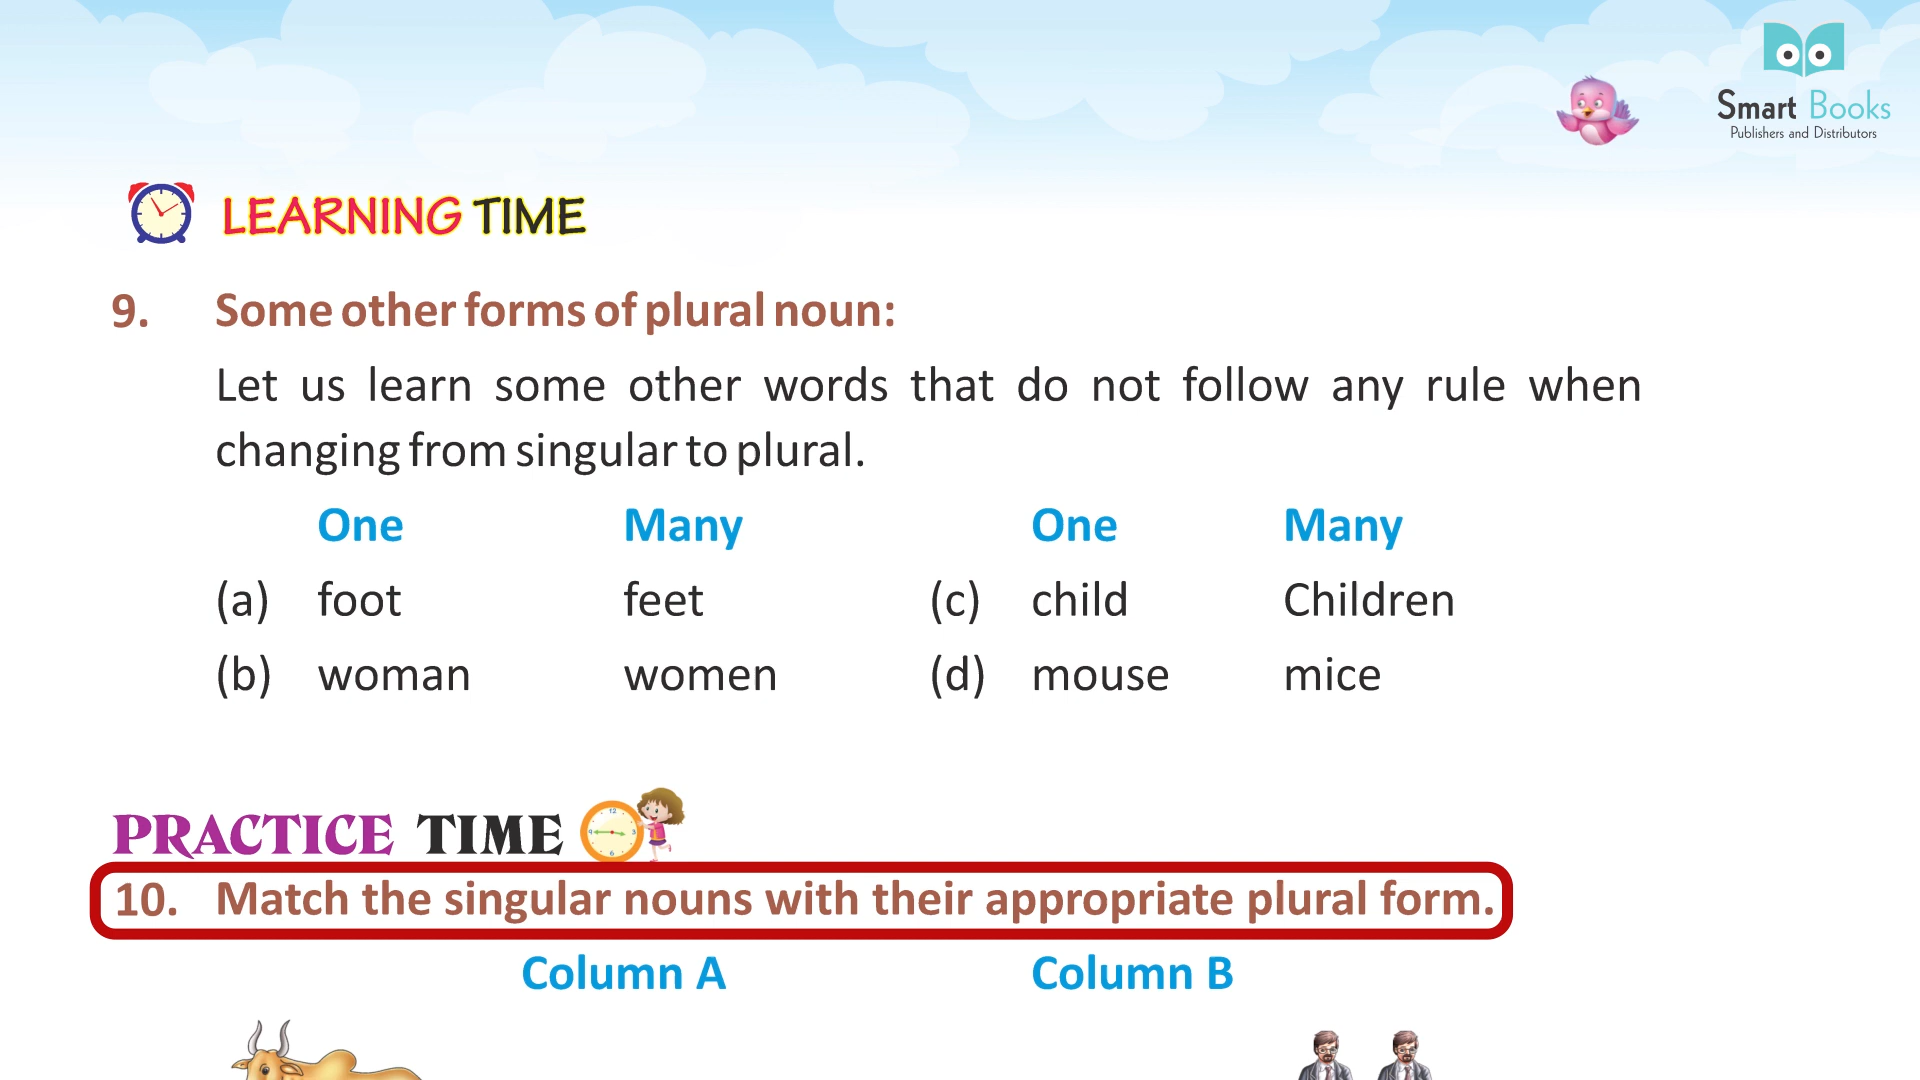 Smart Books
Publishers and Distributors
LEARNING TIME
9. Some other forms of plural noun:
Let us learn some other words that do not follow any rule when
changing from singular to plural.
One Many One Many
(a) foot feet (c) child Children
(b) woman women (d) mouse mice
PRACTICE TIME
10. Match the singular nouns with their appropriate plural form.
Column A Column B